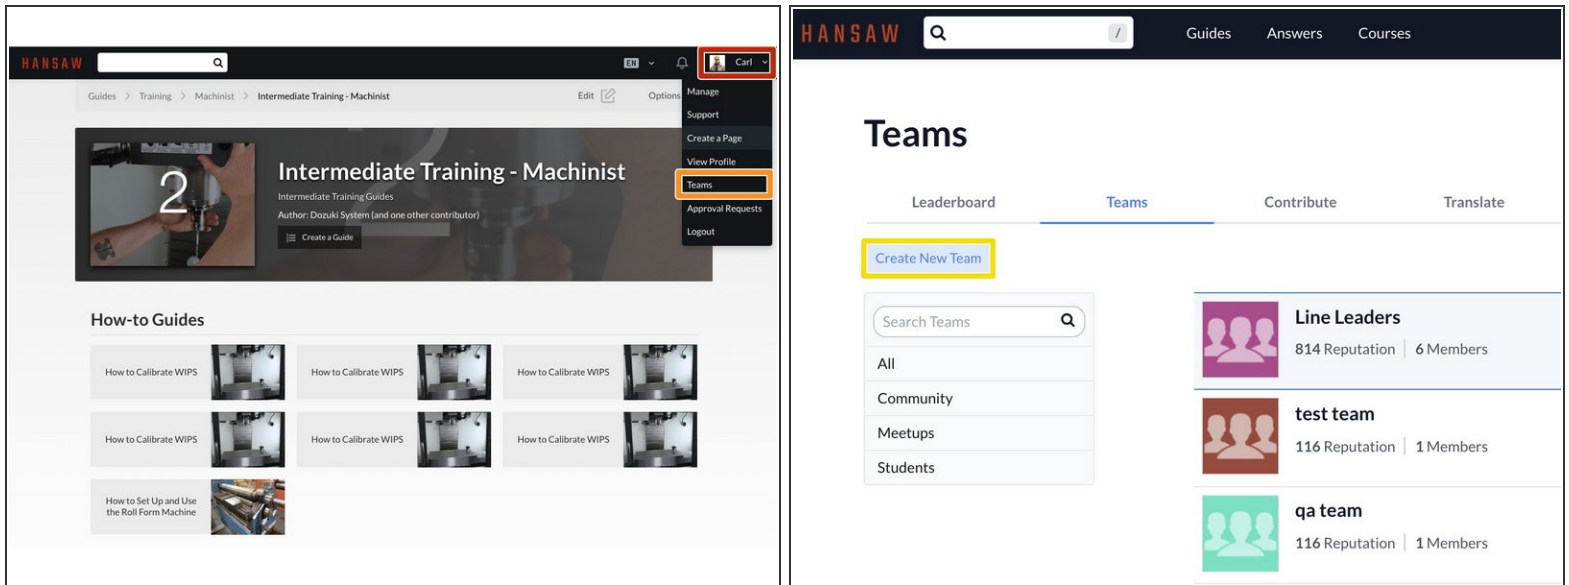 HANSAW
EN
Carl
Guides > Training > Machinist > Intermediate Training - Machinist
Edit
Options
Manage
Support
Create a Page
View Profile
Teams
Approval Requests
Logout
2
Intermediate Training - Machinist
Intermediate Training Guides
Author: Dozuki System (and one other contributor)
Create a Guide
How-to Guides
How to Calibrate WIPS
How to Calibrate WIPS
How to Calibrate WIPS
How to Calibrate WIPS
How to Calibrate WIPS
How to Calibrate WIPS
How to Set Up and Use
the Roll Form Machine
HANSAW
/
Guides Answers Courses
Teams
Leaderboard Teams Contribute Translate
Create New Team
Search Teams
All
Community
Meetups
Students
Line Leaders
814 Reputation | 6 Members
test team
116 Reputation | 1 Members
qa team
116 Reputation | 1 Members